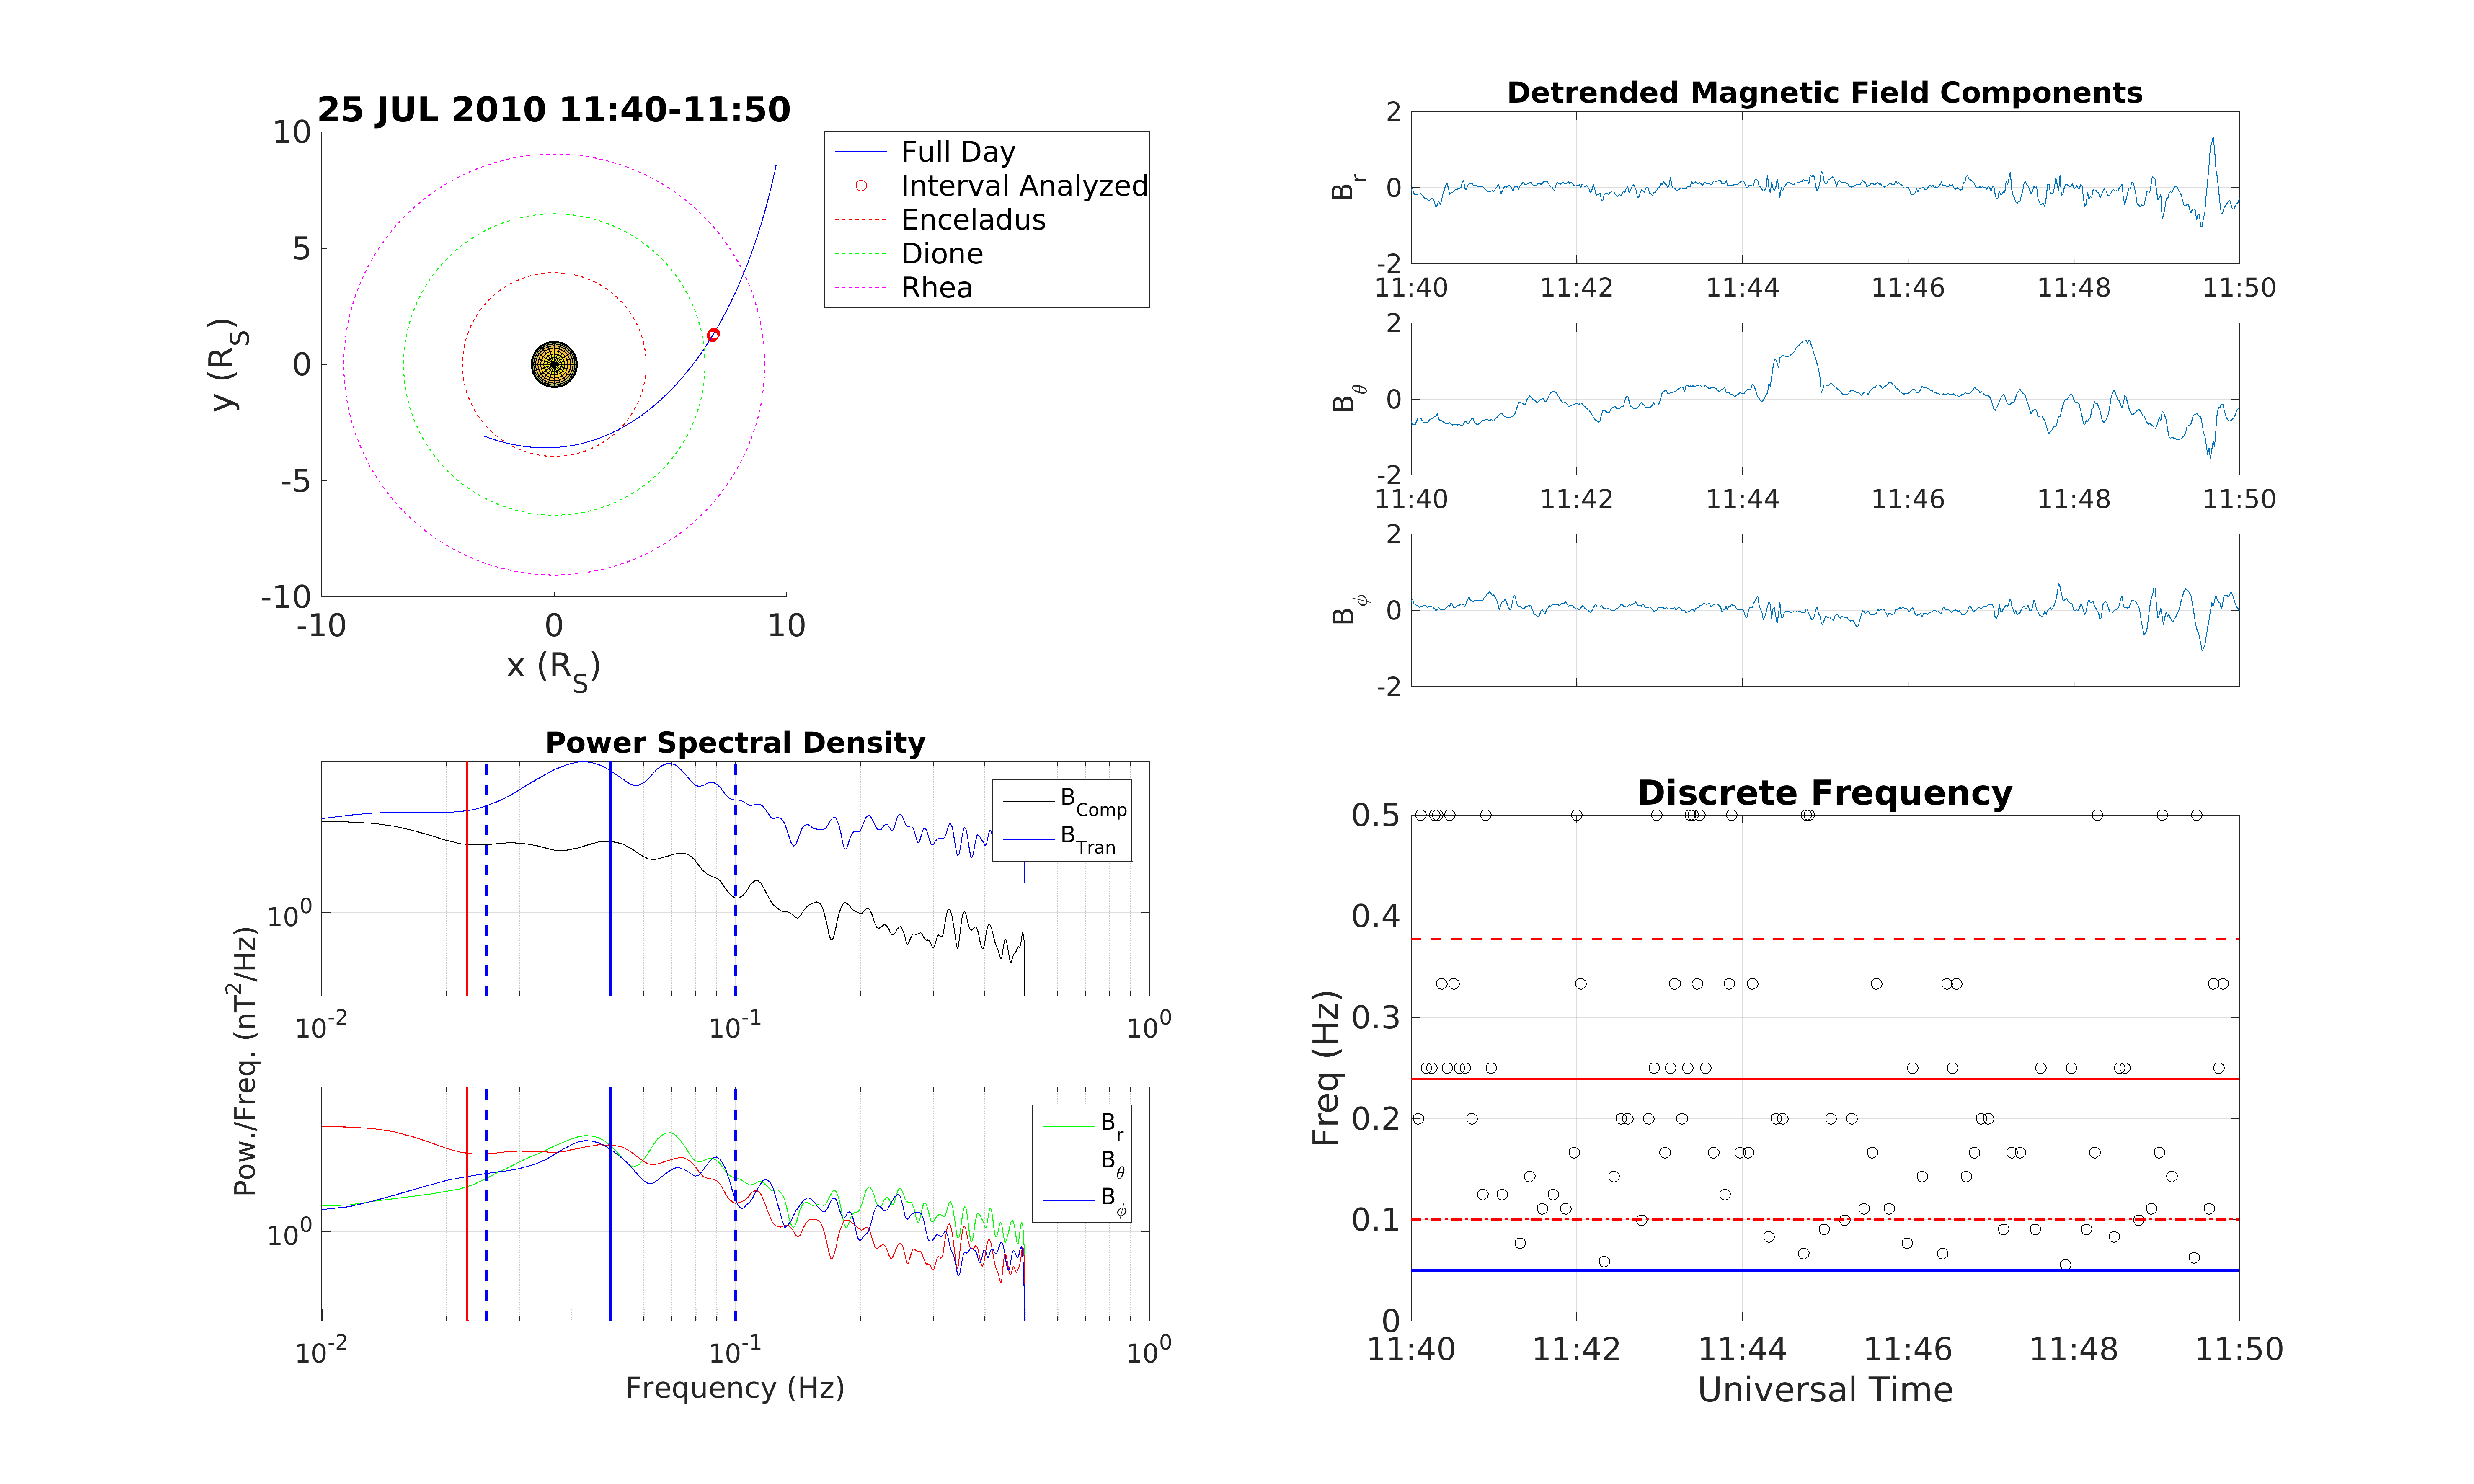 25 JUL 2010 11:40-11:50
10
5
0
-5
-10
-10 0 10
y (R_S)
x (R_S)
Full Day
Interval Analyzed
Enceladus
Dione
Rhea
Detrended Magnetic Field Components
2
0
-2
B_r
11:40 11:42 11:44 11:46 11:48 11:50
2
0
-2
B_θ
11:40 11:42 11:44 11:46 11:48 11:50
2
0
-2
B_ϕ
Power Spectral Density
10^0
10^-2 10^-1 10^0
B_Comp
B_Tran
Pow./Freq. (nT^2/Hz)
10^0
10^-2 10^-1 10^0
B_r
B_θ
B_ϕ
Frequency (Hz)
Discrete Frequency
0.5
0.4
0.3
0.2
0.1
0
Freq (Hz)
11:40 11:42 11:44 11:46 11:48 11:50
Universal Time